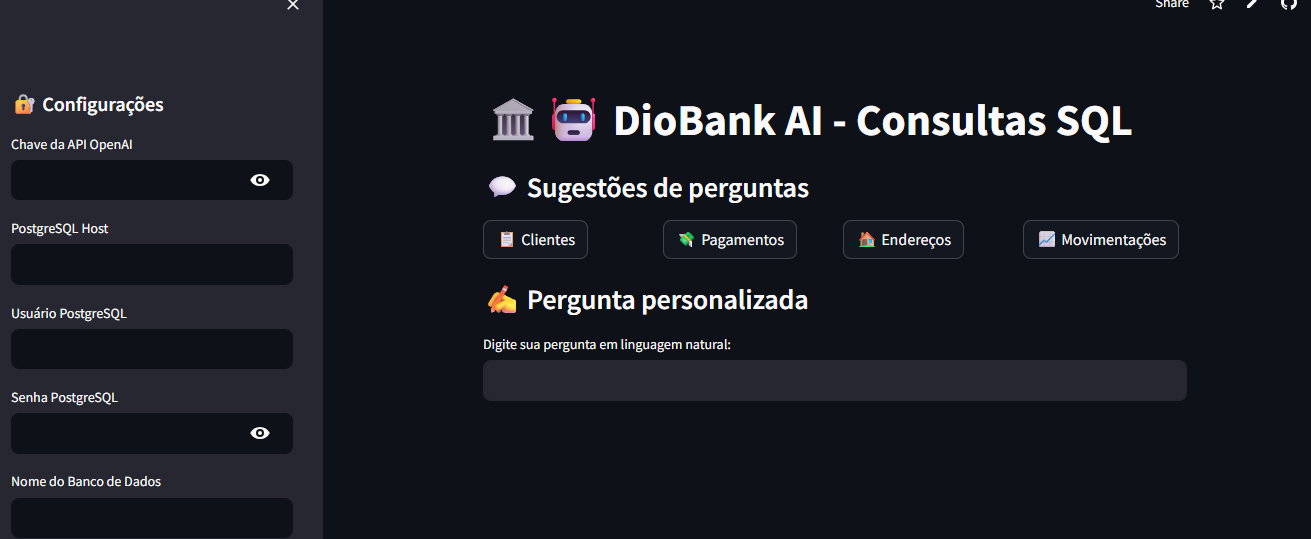 Share
Configurações
Chave da API OpenAI
PostgreSQL Host
Usuário PostgreSQL
Senha PostgreSQL
Nome do Banco de Dados
DioBank AI - Consultas SQL
Sugestões de perguntas
Clientes
Pagamentos
Endereços
Movimentações
Pergunta personalizada
Digite sua pergunta em linguagem natural: